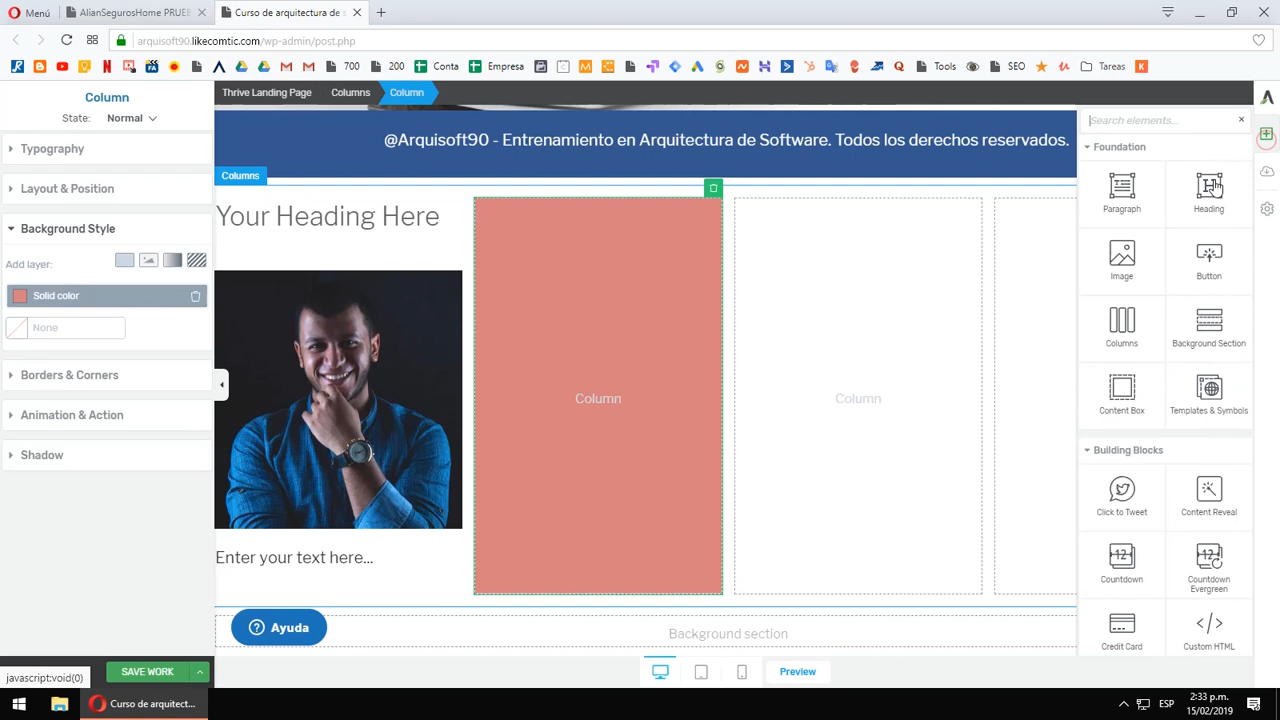 Menú
AlianSegurosHome PRUE
Curso de arquitectura de s
arquisoft90.likecomtic.com/wp-admin/post.php
700
200
Conta
Empresa
Tools
SEO
Tareas
Column
State: Normal
Typography
Layout & Position
Background Style
Add layer:
Solid color
None
Borders & Corners
Animation & Action
Shadow
javascript:void(0)
SAVE WORK
Thrive Landing Page
Columns
Column
@Arquisoft90 - Entrenamiento en Arquitectura de Software. Todos los derechos reservados.
Columns
Your Heading Here
Column
Column
Enter your text here...
Ayuda
Background section
Preview
Search elements...
Foundation
Paragraph
Heading
Image
Button
Columns
Background Section
Content Box
Templates & Symbols
Building Blocks
Click to Tweet
Content Reveal
Countdown
Countdown
Evergreen
Credit Card
Custom HTML
Curso de arquitect...
ESP
2:33 p.m.
15/02/2019